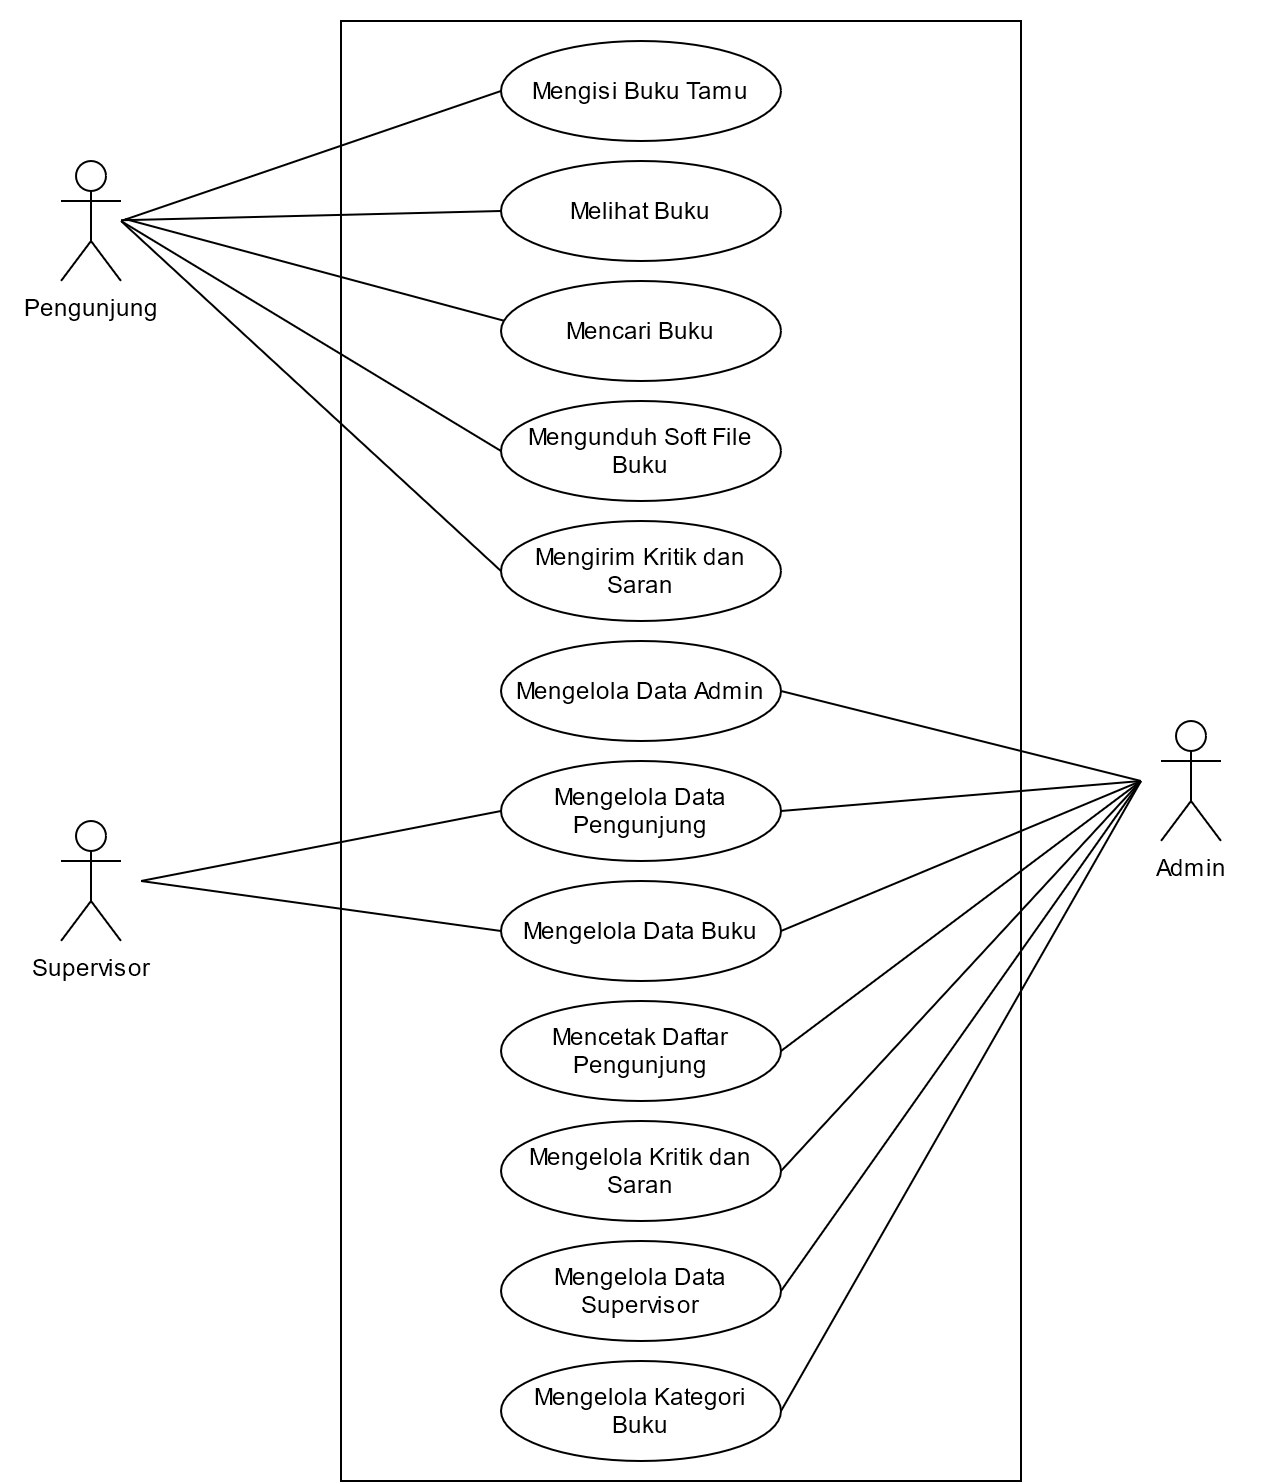 Mengisi Buku Tamu
Melihat Buku
Pengunjung
Mencari Buku
Mengunduh Soft File
Buku
Mengirim Kritik dan
Saran
Mengelola Data Admin
Mengelola Data
Pengunjung
Admin
Mengelola Data Buku
Supervisor
Mencetak Daftar
Pengunjung
Mengelola Kritik dan
Saran
Mengelola Data
Supervisor
Mengelola Kategori
Buku